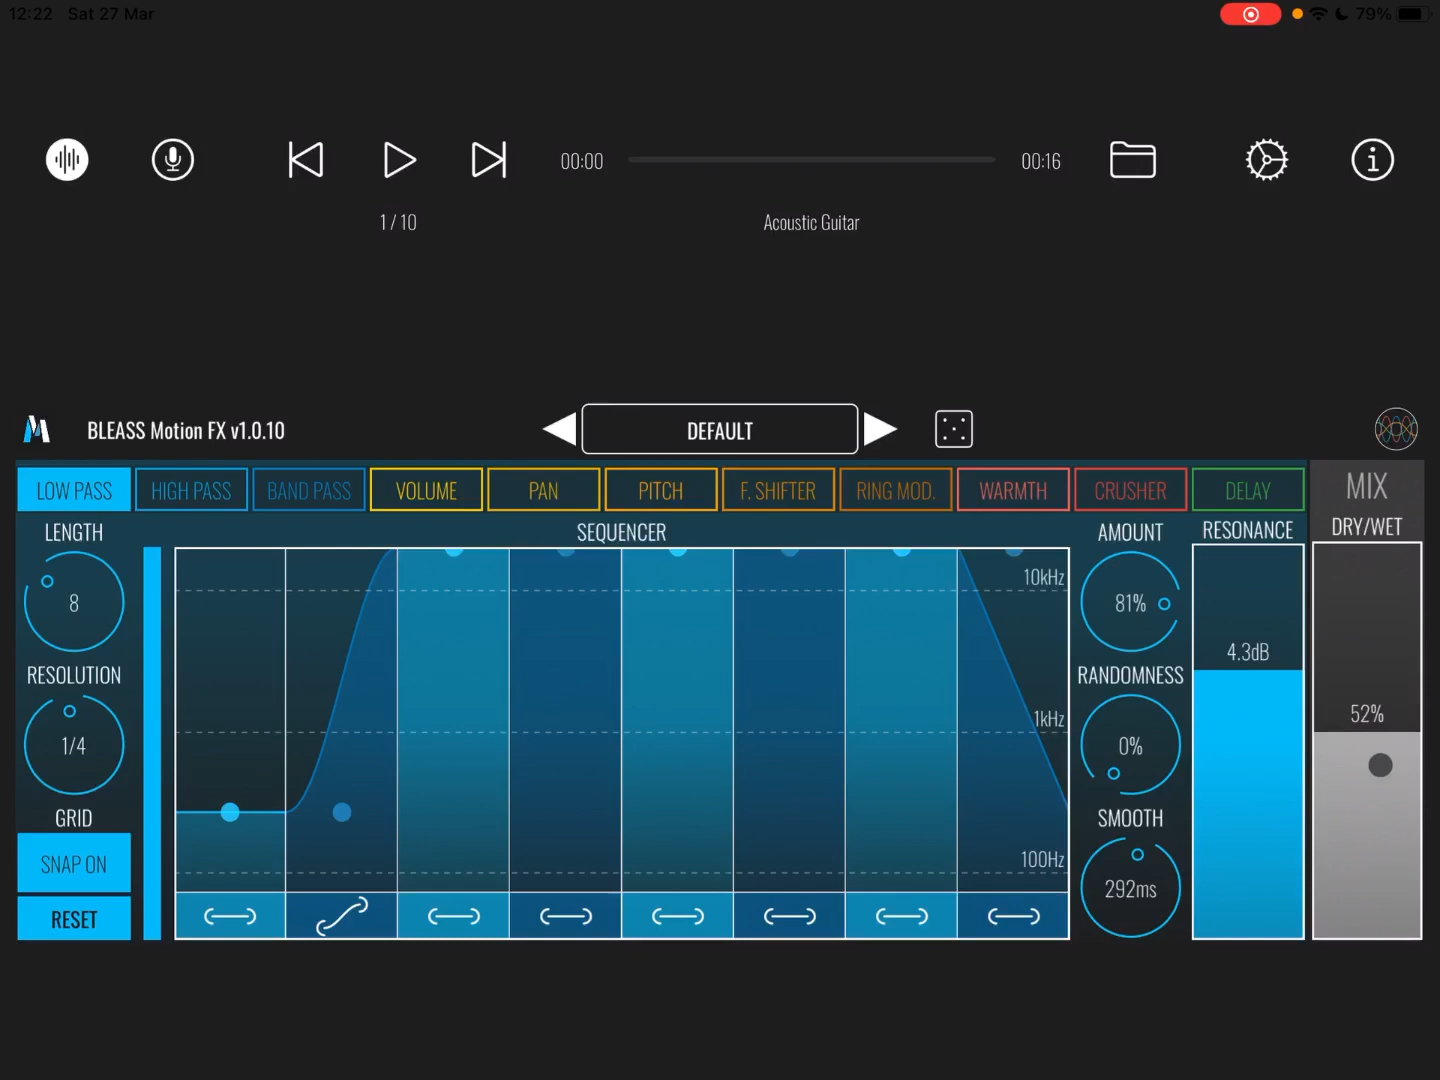 12:22 Sat 27 Mar
79%
00:00
00:16
1 / 10
Acoustic Guitar
BLEASS Motion FX v1.0.10
DEFAULT
LOW PASS
HIGH PASS
BAND PASS
VOLUME
PAN
PITCH
F. SHIFTER
RING MOD.
WARMTH
CRUSHER
DELAY
MIX
LENGTH
8
RESOLUTION
1/4
GRID
SNAP ON
RESET
SEQUENCER
10kHz
1kHz
100Hz
AMOUNT
81%
RANDOMNESS
0%
SMOOTH
292ms
RESONANCE
4.3dB
DRY/WET
52%